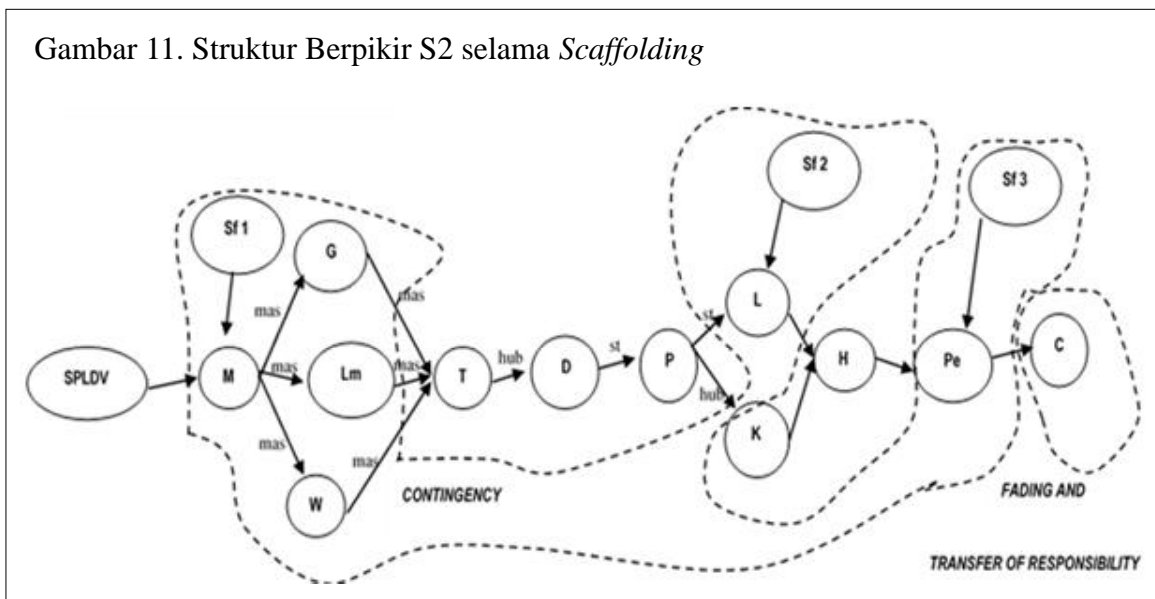 Gambar 11. Struktur Berpikir S2 selama Scaffolding
Sf 2
Sf 3
Sf 1
G
mas
mas
L
st
C
SPLDV
M
mas
Lm
mas
T
hub
D
st
P
H
Pe
hub
K
mas
mas
W
CONTINGENCY
FADING AND
TRANSFER OF RESPONSIBILITY